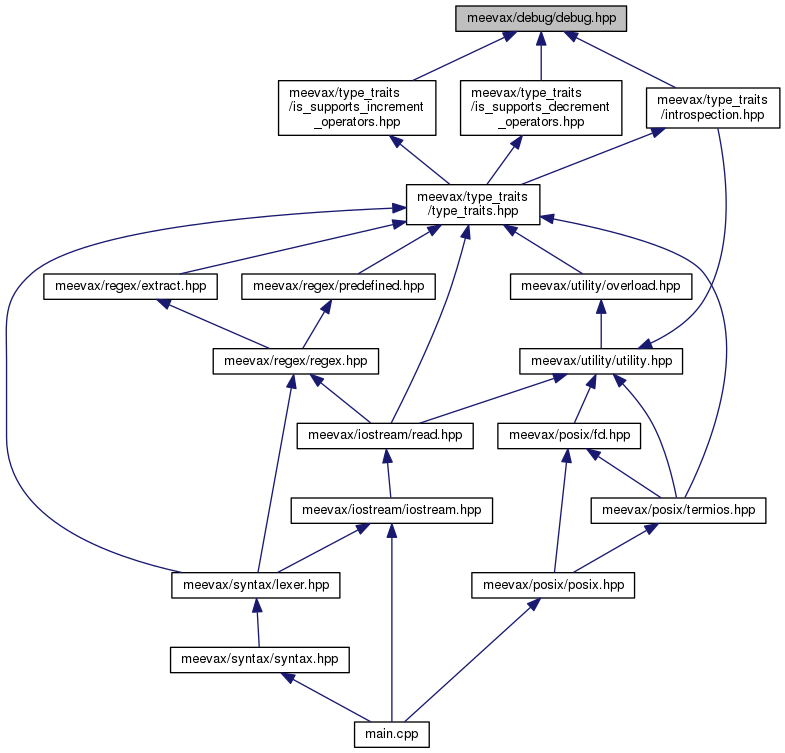 meevax/debug/debug.hpp
meevax/type_traits
/is_supports_increment
_operators.hpp
meevax/type_traits
/is_supports_decrement
_operators.hpp
meevax/type_traits
/introspection.hpp
meevax/type_traits
/type_traits.hpp
meevax/regex/extract.hpp
meevax/regex/predefined.hpp
meevax/utility/overload.hpp
meevax/regex/regex.hpp
meevax/utility/utility.hpp
meevax/iostream/read.hpp
meevax/posix/fd.hpp
meevax/iostream/iostream.hpp
meevax/posix/termios.hpp
meevax/syntax/lexer.hpp
meevax/posix/posix.hpp
meevax/syntax/syntax.hpp
main.cpp